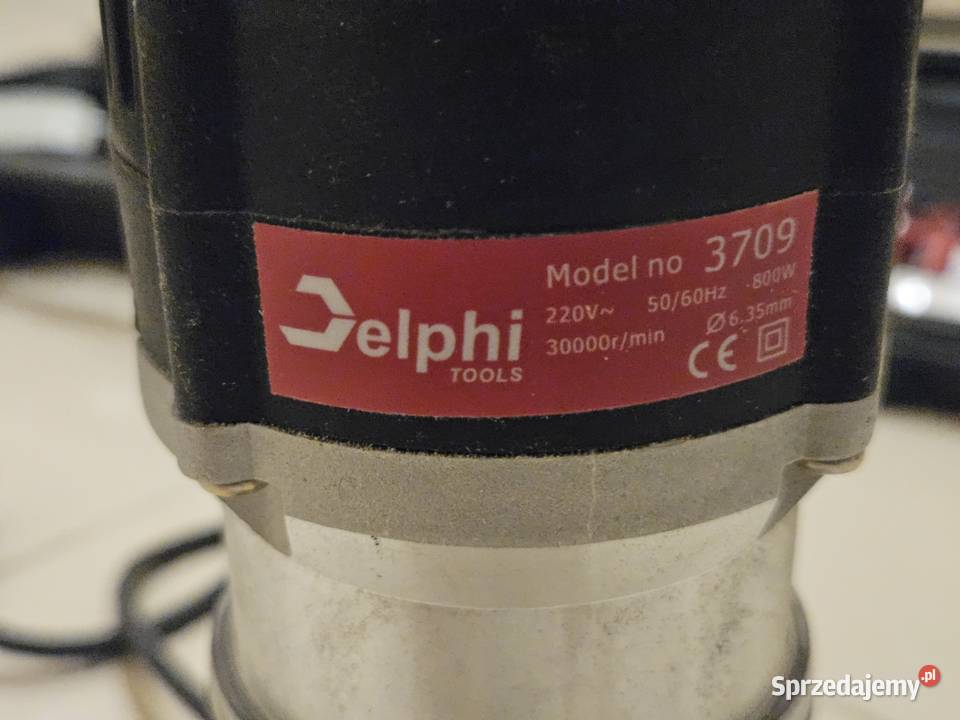 Delphi
TOOLS
Model no 3709
220V~ 50/60Hz 800W
30000r/min Ø6.35mm
CE
Sprzedajemy.pl